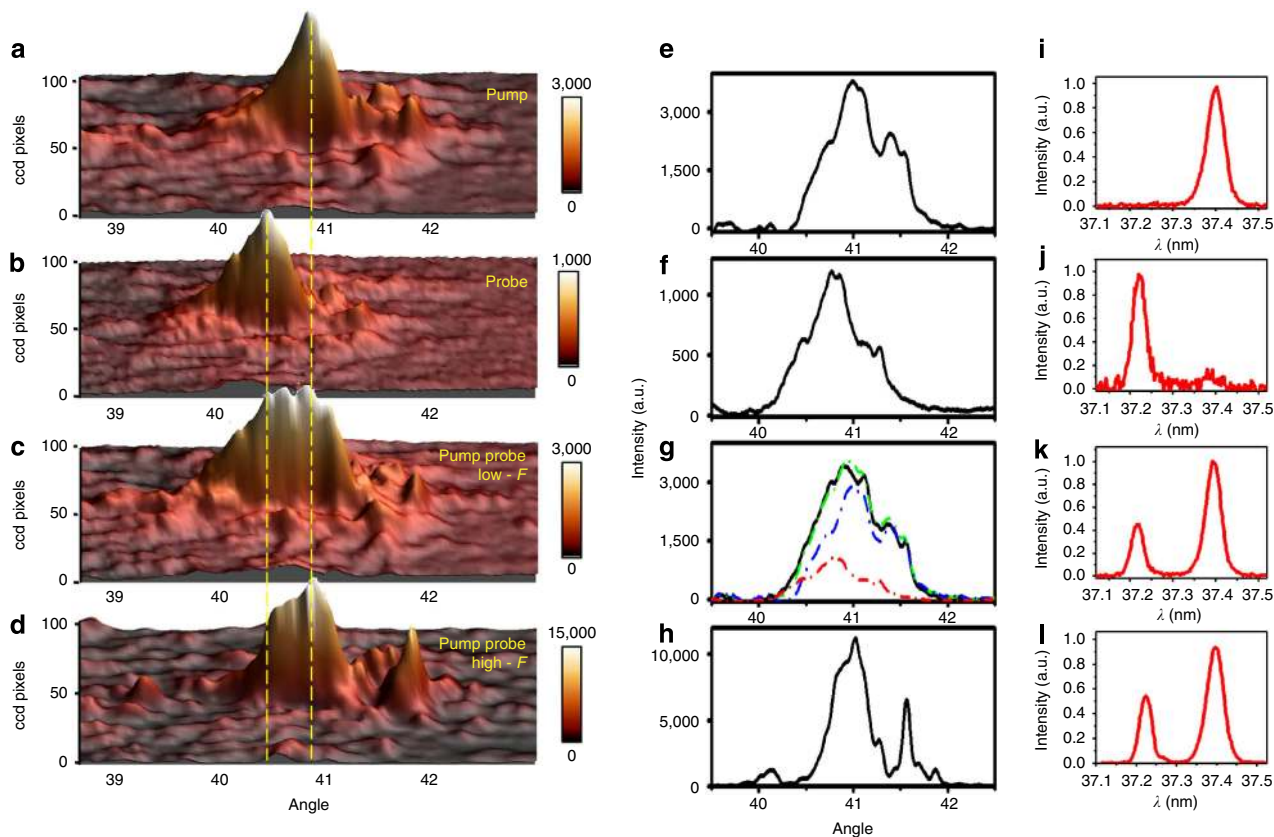 a
100
50
0
ccd pixels
Pump
3,000
0
39
40
41
42
b
100
50
0
ccd pixels
Probe
1,000
0
39
40
42
c
100
50
0
ccd pixels
Pump probe
low - F
3,000
0
39
40
41
42
d
100
50
0
ccd pixels
Pump probe
high - F
15,000
0
39
40
41
42
Angle
Intensity (a.u.)
e
3,000
1,500
0
40
41
42
f
1,000
500
0
40
41
42
g
3,000
1,500
0
40
41
42
h
10,000
5,000
0
40
41
42
Angle
i
Intensity (a.u.)
1.0
0.8
0.6
0.4
0.2
0.0
37.1 37.2 37.3 37.4 37.5
λ (nm)
j
Intensity (a.u.)
1.0
0.8
0.6
0.4
0.2
0.0
37.1 37.2 37.3 37.4 37.5
λ (nm)
k
Intensity (a.u.)
1.0
0.8
0.6
0.4
0.2
0.0
37.1 37.2 37.3 37.4 37.5
λ (nm)
l
Intensity (a.u.)
1.0
0.8
0.6
0.4
0.2
0.0
37.1 37.2 37.3 37.4 37.5
λ (nm)